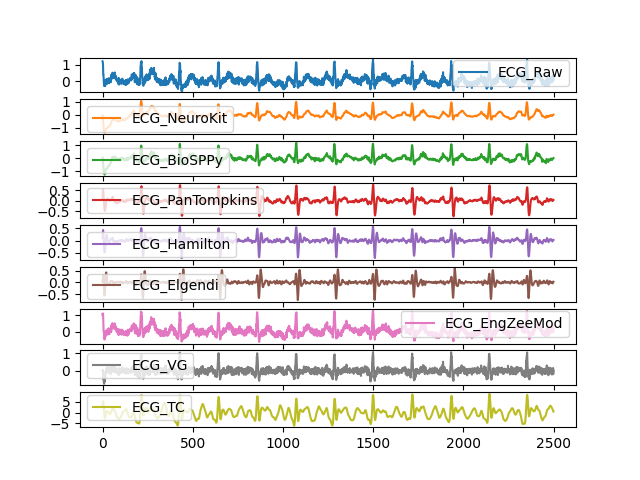 1
0
ECG_Raw
1
0
−1
ECG_NeuroKit
1
0
−1
ECG_BioSPPy
0.5
0.0
−0.5
ECG_PanTompkins
0.5
0.0
−0.5
ECG_Hamilton
0.5
0.0
−0.5
ECG_Elgendi
1
0
ECG_EngZeeMod
1
0
ECG_VG
5
0
−5
ECG_TC
0 500 1000 1500 2000 2500